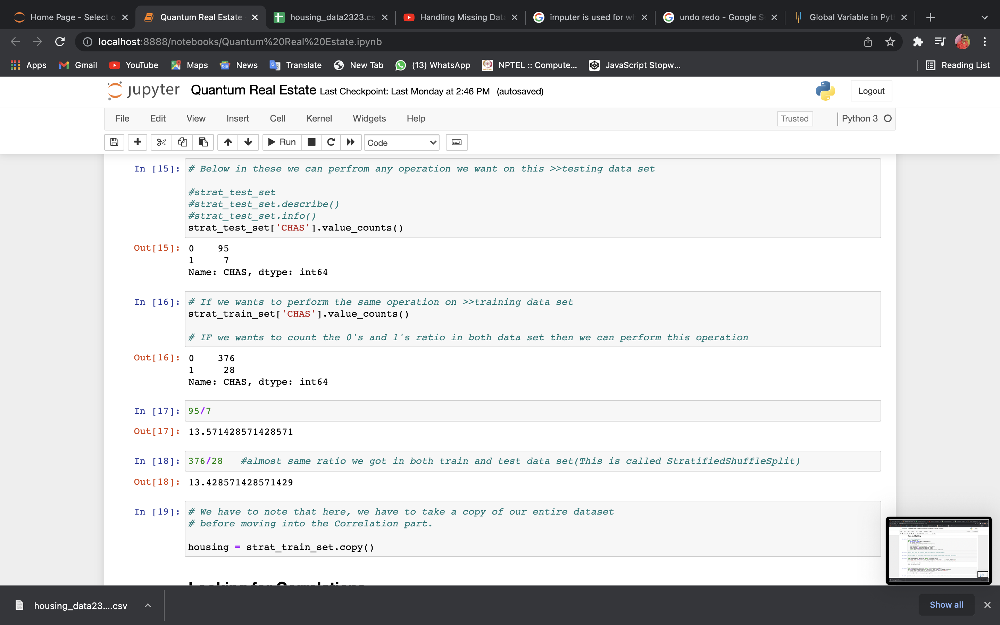 Home Page - Select o
Quantum Real Estate
housing_data2323.cs
Handling Missing Data
imputer is used for wh
undo redo - Google S
Global Variable in Pyt
localhost:8888/notebooks/Quantum%20Real%20Estate.ipynb
Apps
Gmail
YouTube
Maps
News
Translate
New Tab
(13) WhatsApp
NPTEL :: Compute...
JavaScript Stopw...
Reading List
jupyter Quantum Real Estate Last Checkpoint: Last Monday at 2:46 PM (autosaved)
Logout
File Edit View Insert Cell Kernel Widgets Help
Trusted
Python 3
Run
Code
In [15]: # Below in these we can perfrom any operation we want on this >>testing data set
#strat_test_set
#strat_test_set.describe()
#strat_test_set.info()
strat_test_set['CHAS'].value_counts()
Out[15]: 0 95
1 7
Name: CHAS, dtype: int64
In [16]: # If we wants to perform the same operation on >>training data set
strat_train_set['CHAS'].value_counts()
# IF we wants to count the 0's and 1's ratio in both data set then we can perform this operation
Out[16]: 0 376
1 28
Name: CHAS, dtype: int64
In [17]: 95/7
Out[17]: 13.571428571428571
In [18]: 376/28 #almost same ratio we got in both train and test data set(This is called StratifiedShuffleSplit)
Out[18]: 13.428571428571429
In [19]: # We have to note that here, we have to take a copy of our entire dataset
# before moving into the Correlation part.
housing = strat_train_set.copy()
Looking for Correlations
housing_data23....csv
Show all